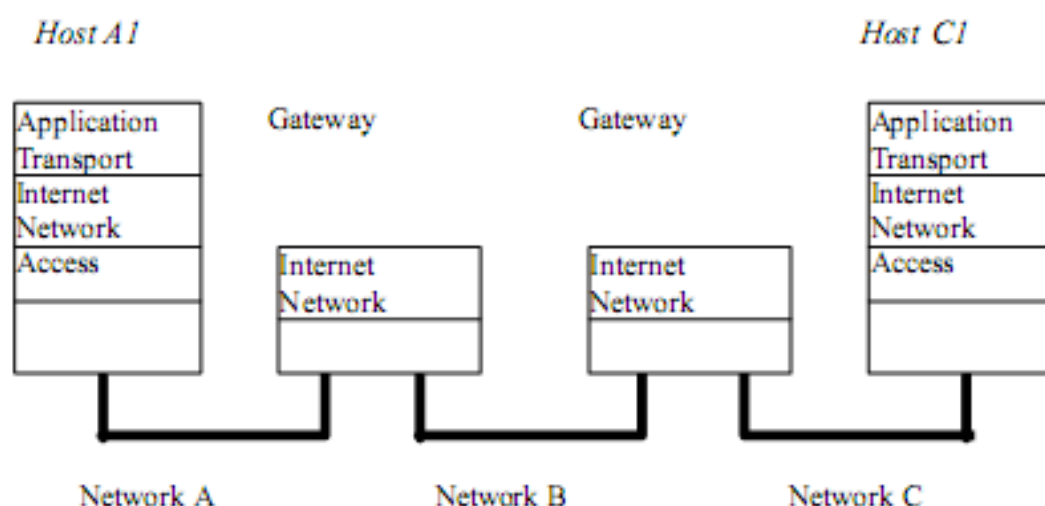 Host A1
Host C1
Gateway
Gateway
Application
Transport
Internet
Network
Access
Internet
Network
Internet
Network
Application
Transport
Internet
Network
Access
Network A
Network B
Network C